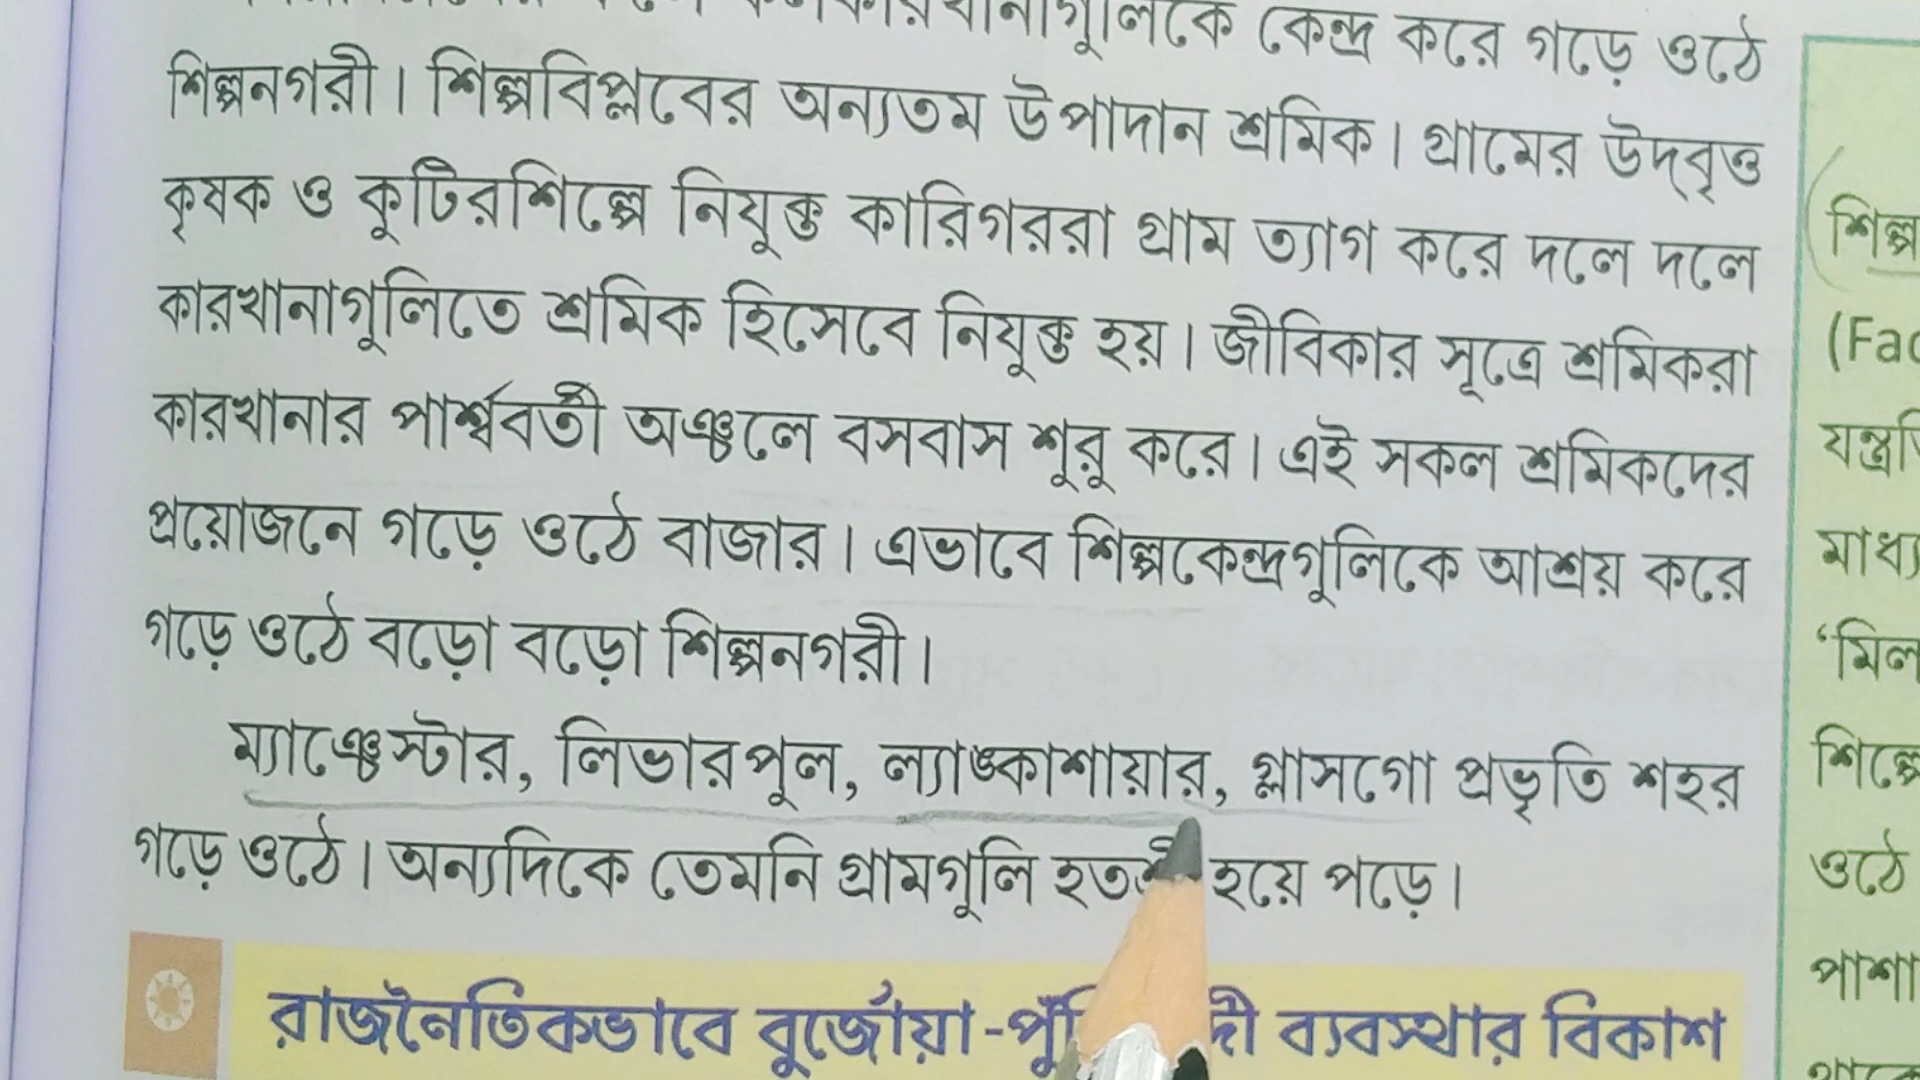 কেন্দ্র করে গড়ে ওঠে
শিল্পনগরী। শিল্পবিপ্লবের অন্যতম উপাদান শ্রমিক। গ্রামের উদ্‌বৃত্ত
কৃষক ও কুটিরশিল্পে নিযুক্ত কারিগররা গ্রাম ত্যাগ করে দলে দলে
কারখানাগুলিতে শ্রমিক হিসেবে নিযুক্ত হয়। জীবিকার সূত্রে শ্রমিকরা
কারখানার পার্শ্ববর্তী অঞ্চলে বসবাস শুরু করে। এই সকল শ্রমিকদের
প্রয়োজনে গড়ে ওঠে বাজার। এভাবে শিল্পকেন্দ্রগুলিকে আশ্রয় করে
গড়ে ওঠে বড়ো বড়ো শিল্পনগরী।
ম্যাঞ্চেস্টার, লিভারপুল, ল্যাঙ্কাশায়ার, গ্লাসগো প্রভৃতি শহর
গড়ে ওঠে। অন্যদিকে তেমনি গ্রামগুলি হয়ে পড়ে।
রাজনৈতিকভাবে বুর্জোয়া- ব্যবস্থার বিকাশ
শিল্প
(Fac
মাধ্য
‘মিল
শিল্পে
ওঠে
পাশা